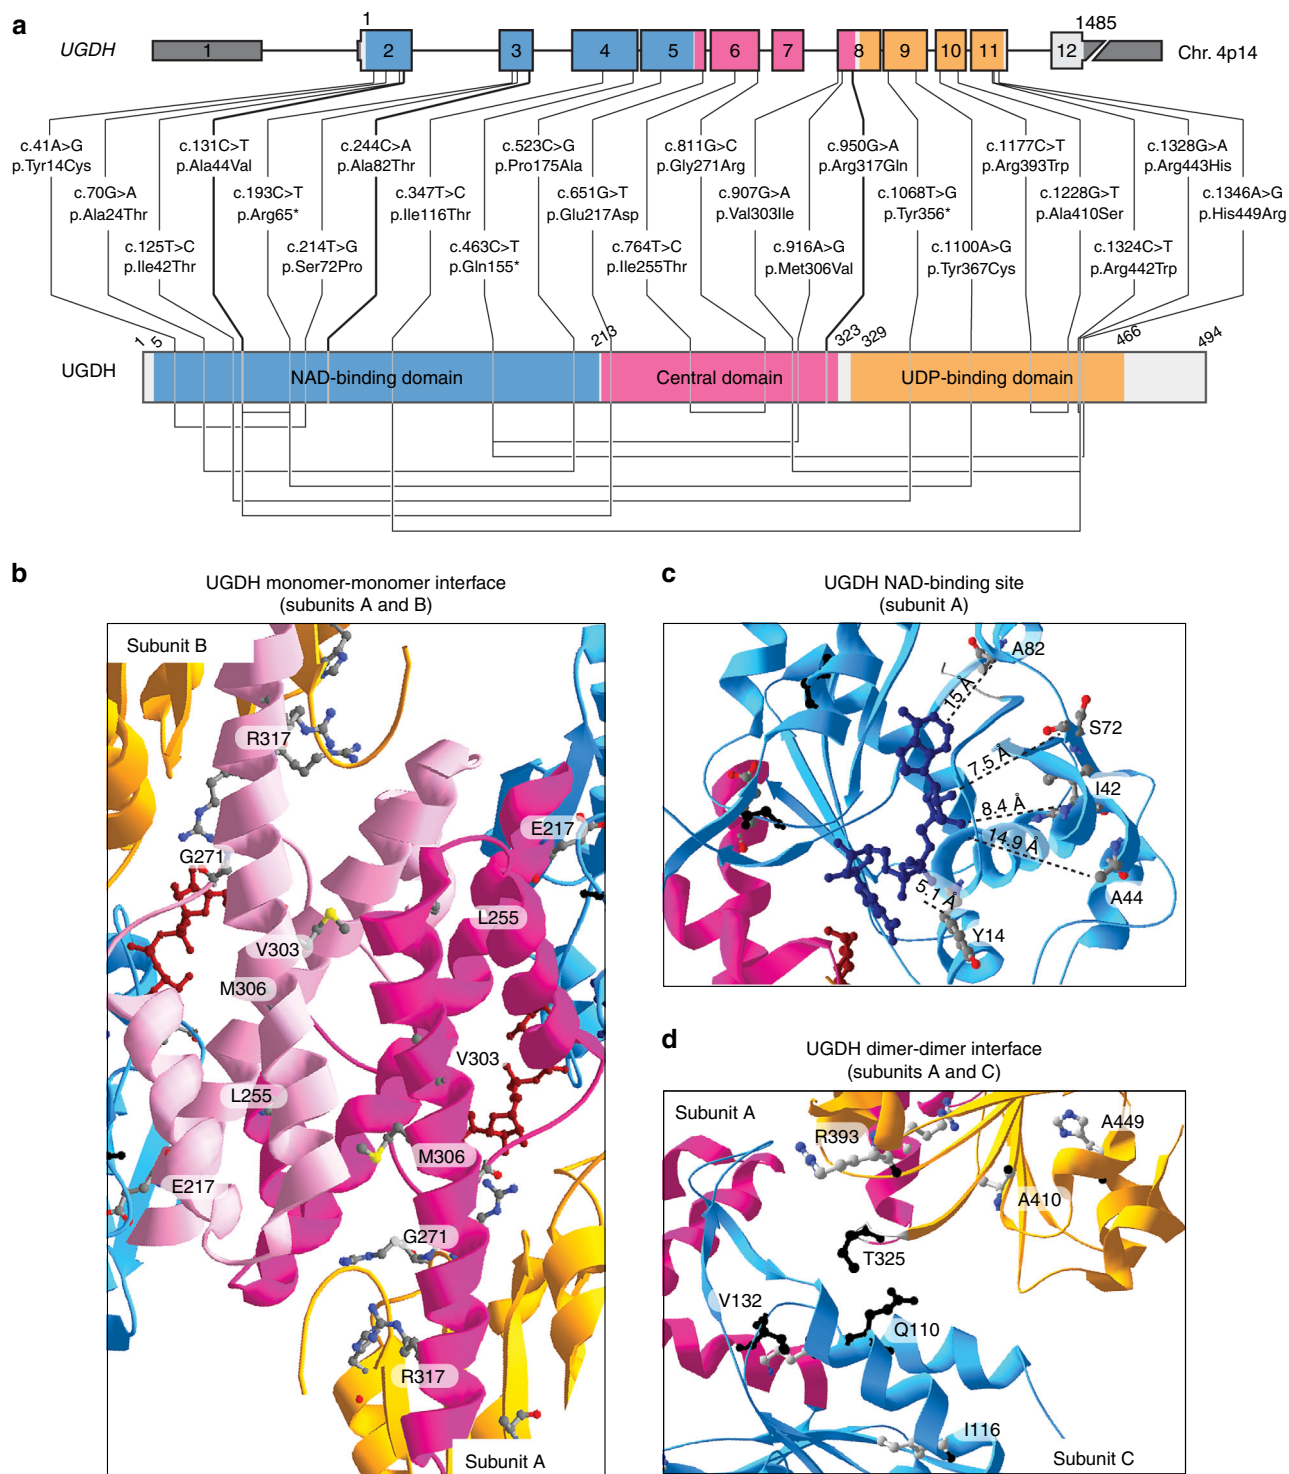 a
UGDH
1
1
2
3
4
5
6
7
8
9
10
11
12
1485
Chr. 4p14
c.41A>G
p.Tyr14Cys
c.70G>A
p.Ala24Thr
c.125T>C
p.Ile42Thr
c.131C>T
p.Ala44Val
c.193C>T
p.Arg65*
c.214T>G
p.Ser72Pro
c.244C>A
p.Ala82Thr
c.347T>C
p.Ile116Thr
c.463C>T
p.Gln155*
c.523C>G
p.Pro175Ala
c.651G>T
p.Glu217Asp
c.764T>C
p.Ile255Thr
c.811G>C
p.Gly271Arg
c.907G>A
p.Val303Ile
c.916A>G
p.Met306Val
c.950G>A
p.Arg317Gln
c.1068T>G
p.Tyr356*
c.1100A>G
p.Tyr367Cys
c.1177C>T
p.Arg393Trp
c.1228G>T
p.Ala410Ser
c.1324C>T
p.Arg442Trp
c.1328G>A
p.Arg443His
c.1346A>G
p.His449Arg
1
5
213
323
329
466
494
UGDH
NAD-binding domain
Central domain
UDP-binding domain
b
UGDH monomer-monomer interface
(subunits A and B)
Subunit B
R317
G271
E217
L255
V303
M306
V303
L255
M306
E217
G271
R317
Subunit A
c
UGDH NAD-binding site
(subunit A)
A82
15 Å
S72
7.5 Å
I42
8.4 Å
14.9 Å
A44
5.1 Å
Y14
d
UGDH dimer-dimer interface
(subunits A and C)
Subunit A
R393
A449
A410
T325
V132
Q110
I116
Subunit C